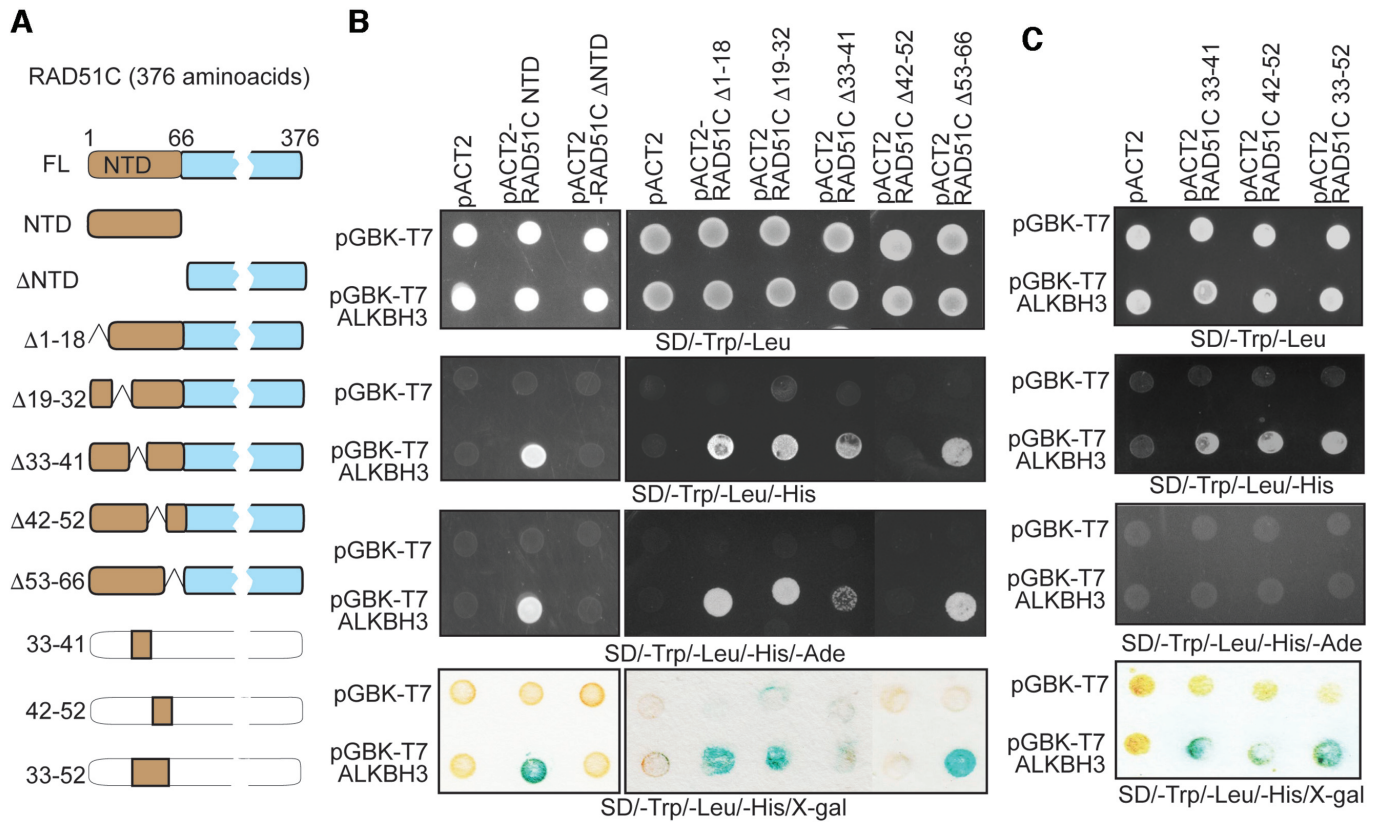 A
RAD51C (376 aminoacids)
1 66 376
FL NTD
NTD
ΔNTD
Δ1-18
Δ19-32
Δ33-41
Δ42-52
Δ53-66
33-41
42-52
33-52
B
pACT2
pACT2-
RAD51C NTD
pACT2
-RAD51C ΔNTD
pACT2
pACT2-
RAD51C Δ1-18
pACT2
RAD51C Δ19-32
pACT2
RAD51C Δ33-41
pACT2
RAD51C Δ42-52
pACT2
RAD51C Δ53-66
pGBK-T7
pGBK-T7
ALKBH3
SD/-Trp/-Leu
pGBK-T7
pGBK-T7
ALKBH3
SD/-Trp/-Leu/-His
pGBK-T7
pGBK-T7
ALKBH3
SD/-Trp/-Leu/-His/-Ade
pGBK-T7
pGBK-T7
ALKBH3
SD/-Trp/-Leu/-His/X-gal
C
pACT2
pACT2
RAD51C 33-41
pACT2
RAD51C 42-52
pACT2
RAD51C 33-52
pGBK-T7
pGBK-T7
ALKBH3
SD/-Trp/-Leu
pGBK-T7
pGBK-T7
ALKBH3
SD/-Trp/-Leu/-His
pGBK-T7
pGBK-T7
ALKBH3
SD/-Trp/-Leu/-His/-Ade
pGBK-T7
pGBK-T7
ALKBH3
SD/-Trp/-Leu/-His/X-gal